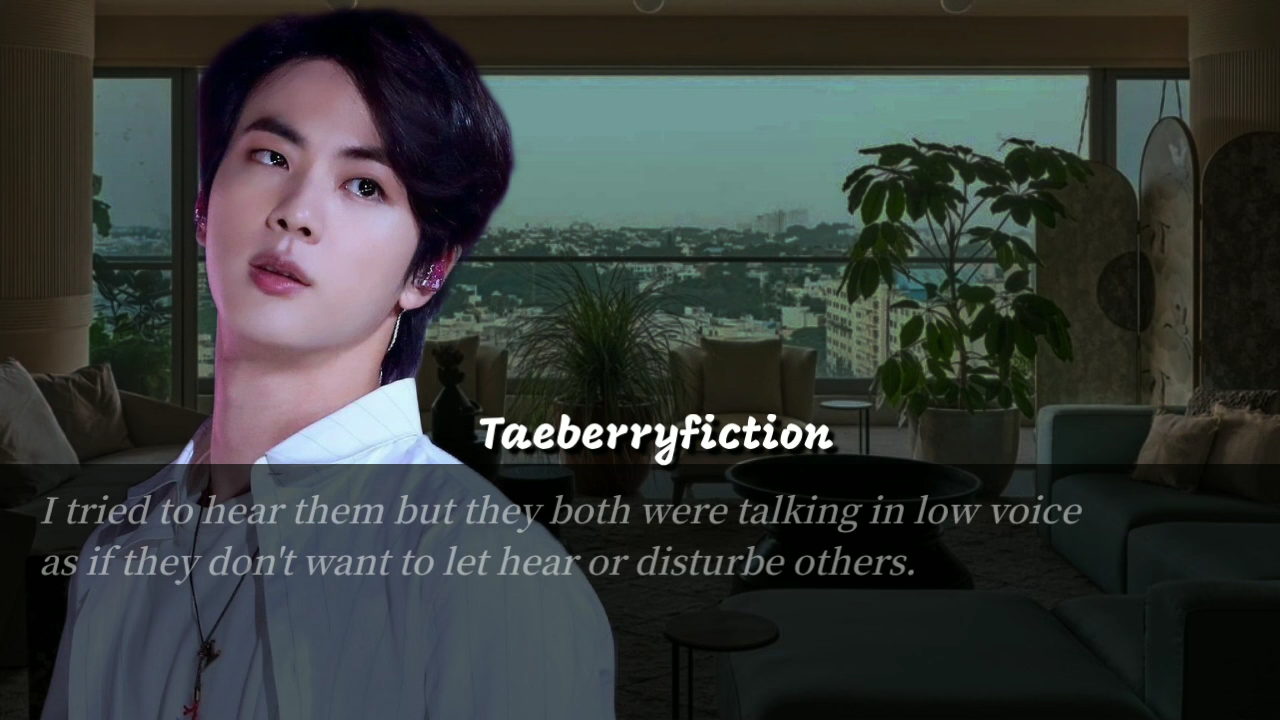 Taeberryfiction
I tried to hear them but they both were talking in low voice
as if they don't want to let hear or disturbe others.